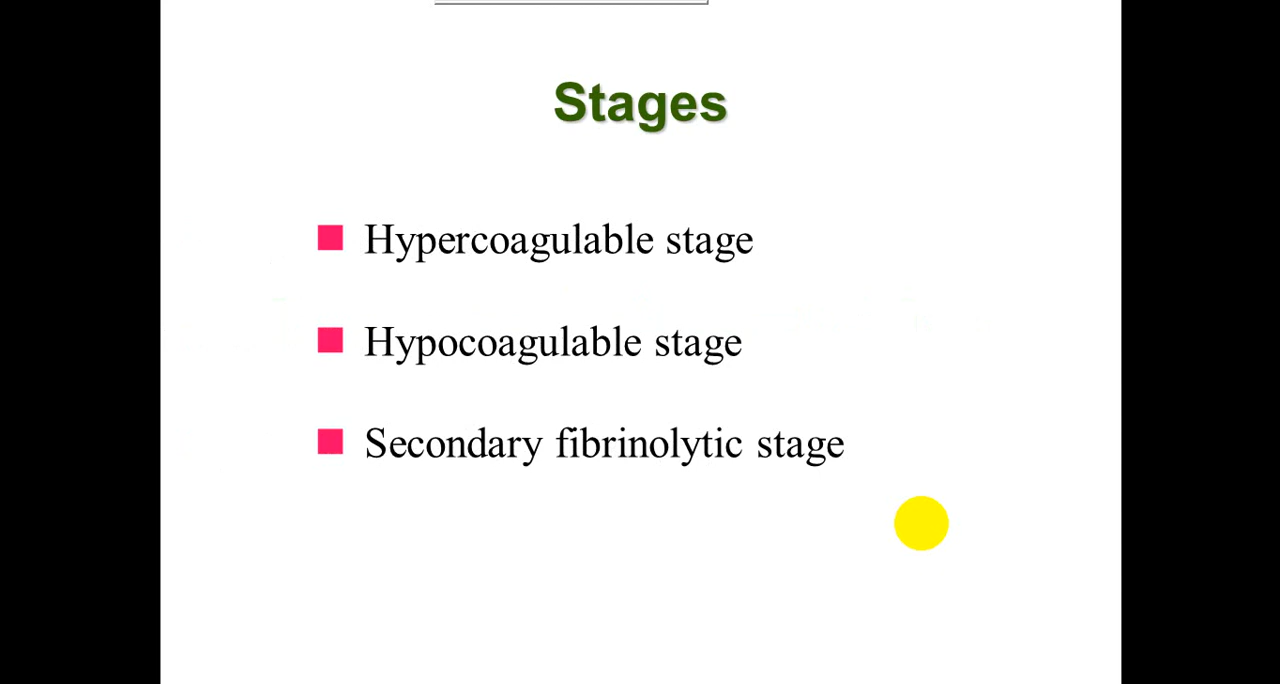 Stages
Hypercoagulable stage
Hypocoagulable stage
Secondary fibrinolytic stage